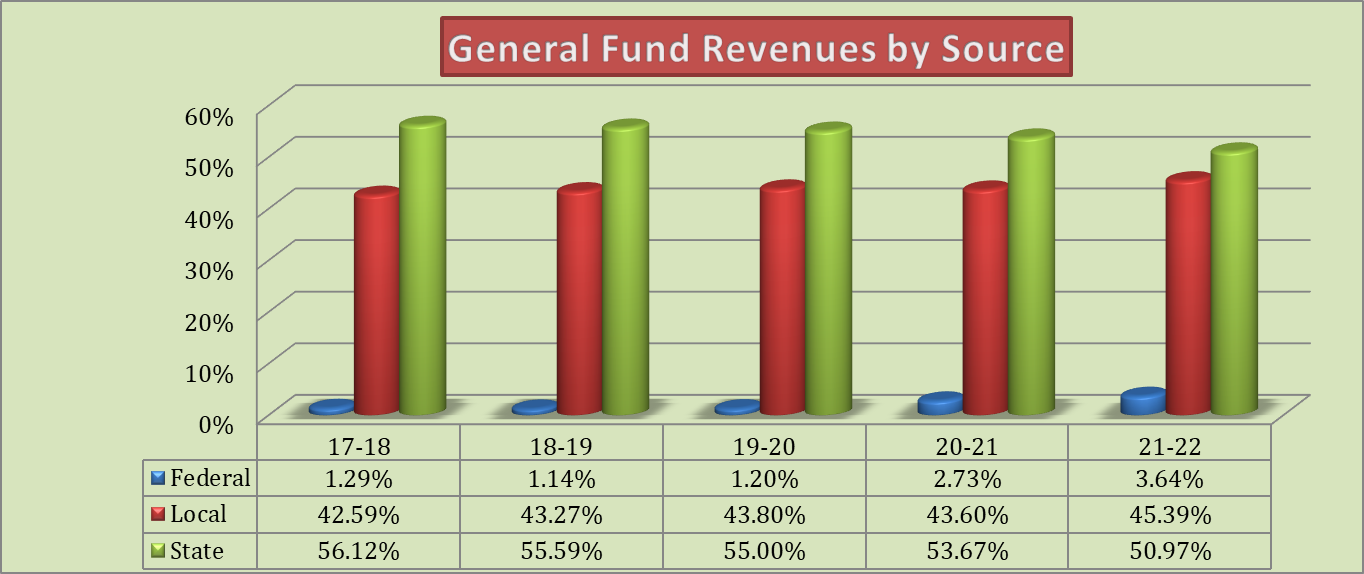 General Fund Revenues by Source
60%
50%
40%
30%
20%
10%
0%
17-18 18-19 19-20 20-21 21-22
Federal 1.29% 1.14% 1.20% 2.73% 3.64%
Local 42.59% 43.27% 43.80% 43.60% 45.39%
State 56.12% 55.59% 55.00% 53.67% 50.97%